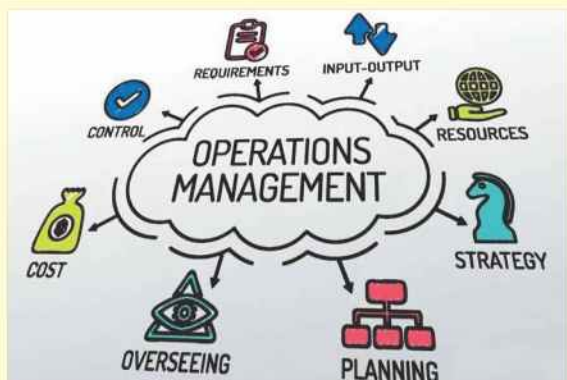 REQUIREMENTS
INPUT-OUTPUT
CONTROL
RESOURCES
OPERATIONS
MANAGEMENT
COST
STRATEGY
OVERSEEING
PLANNING